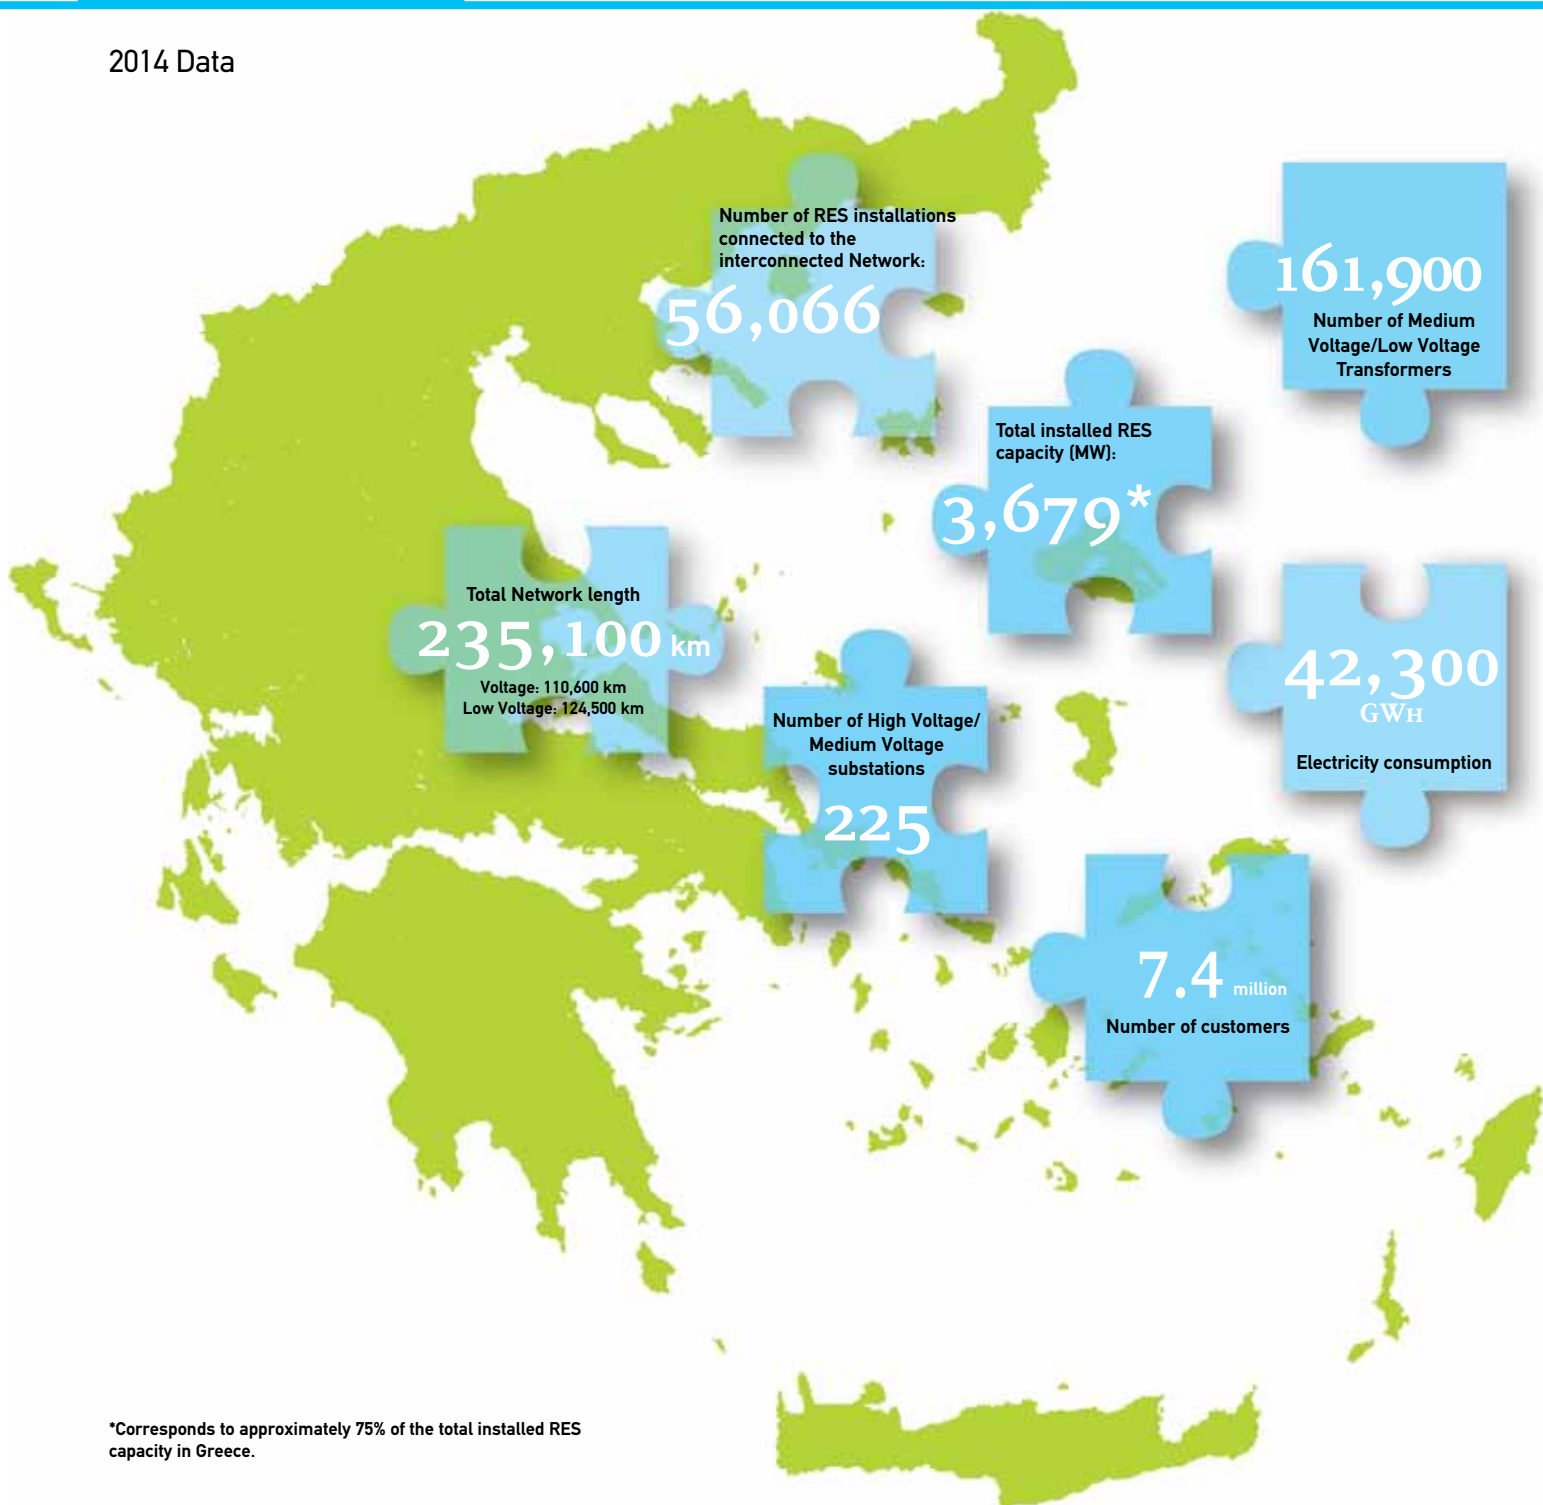 2014 Data
Number of RES installations
connected to the
interconnected Network:
56,066
161,900
Number of Medium
Voltage/Low Voltage
Transformers
Total installed RES
capacity (MW):
3,679*
Total Network length
235,100 km
Voltage: 110,600 km
Low Voltage: 124,500 km
Number of High Voltage/
Medium Voltage
substations
225
42,300
GWH
Electricity consumption
7.4 million
Number of customers
*Corresponds to approximately 75% of the total installed RES
capacity in Greece.